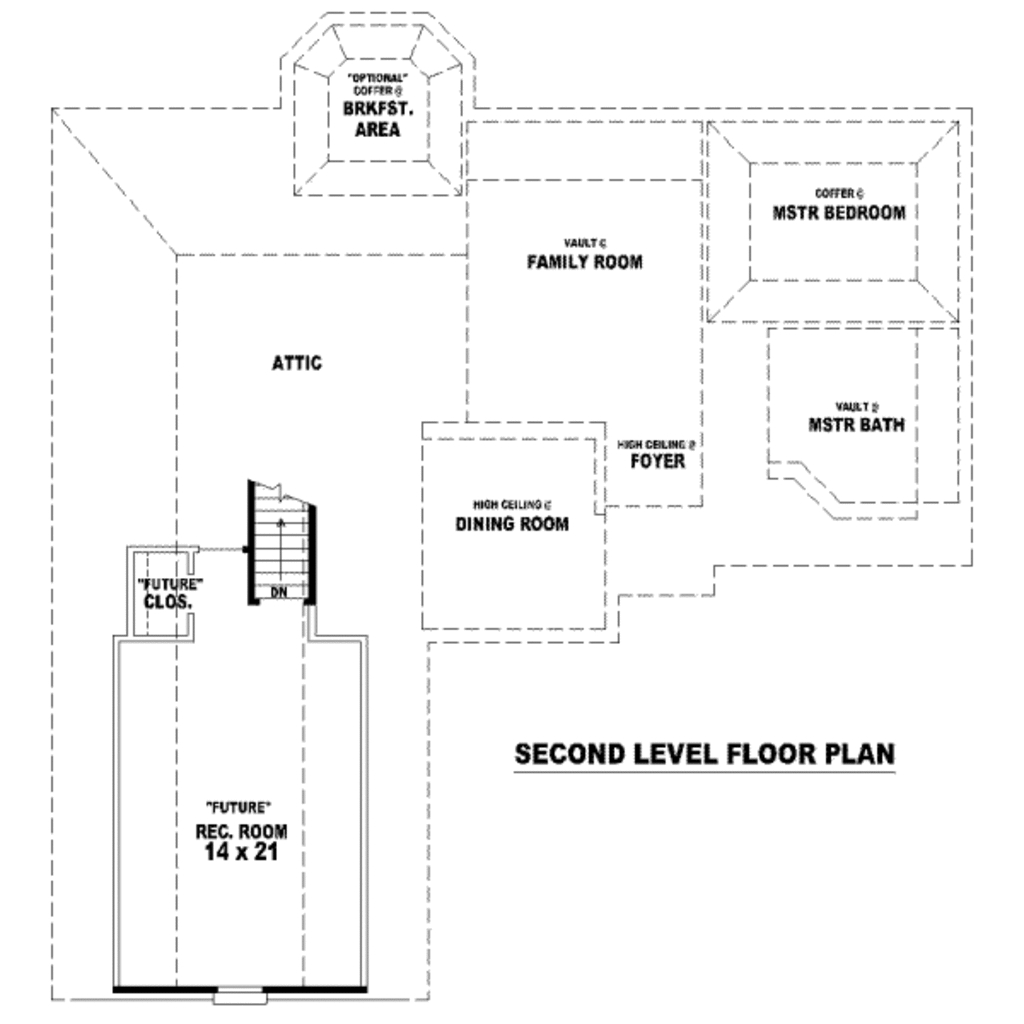 "OPTIONAL"
COFFER @
BRKFST.
AREA
COFFER @
MSTR BEDROOM
VAULT @
FAMILY ROOM
ATTIC
VAULT @
MSTR BATH
HIGH CEILING @
FOYER
HIGH CEILING @
DINING ROOM
DN
"FUTURE"
CLOS.
SECOND LEVEL FLOOR PLAN
"FUTURE"
REC. ROOM
14 x 21